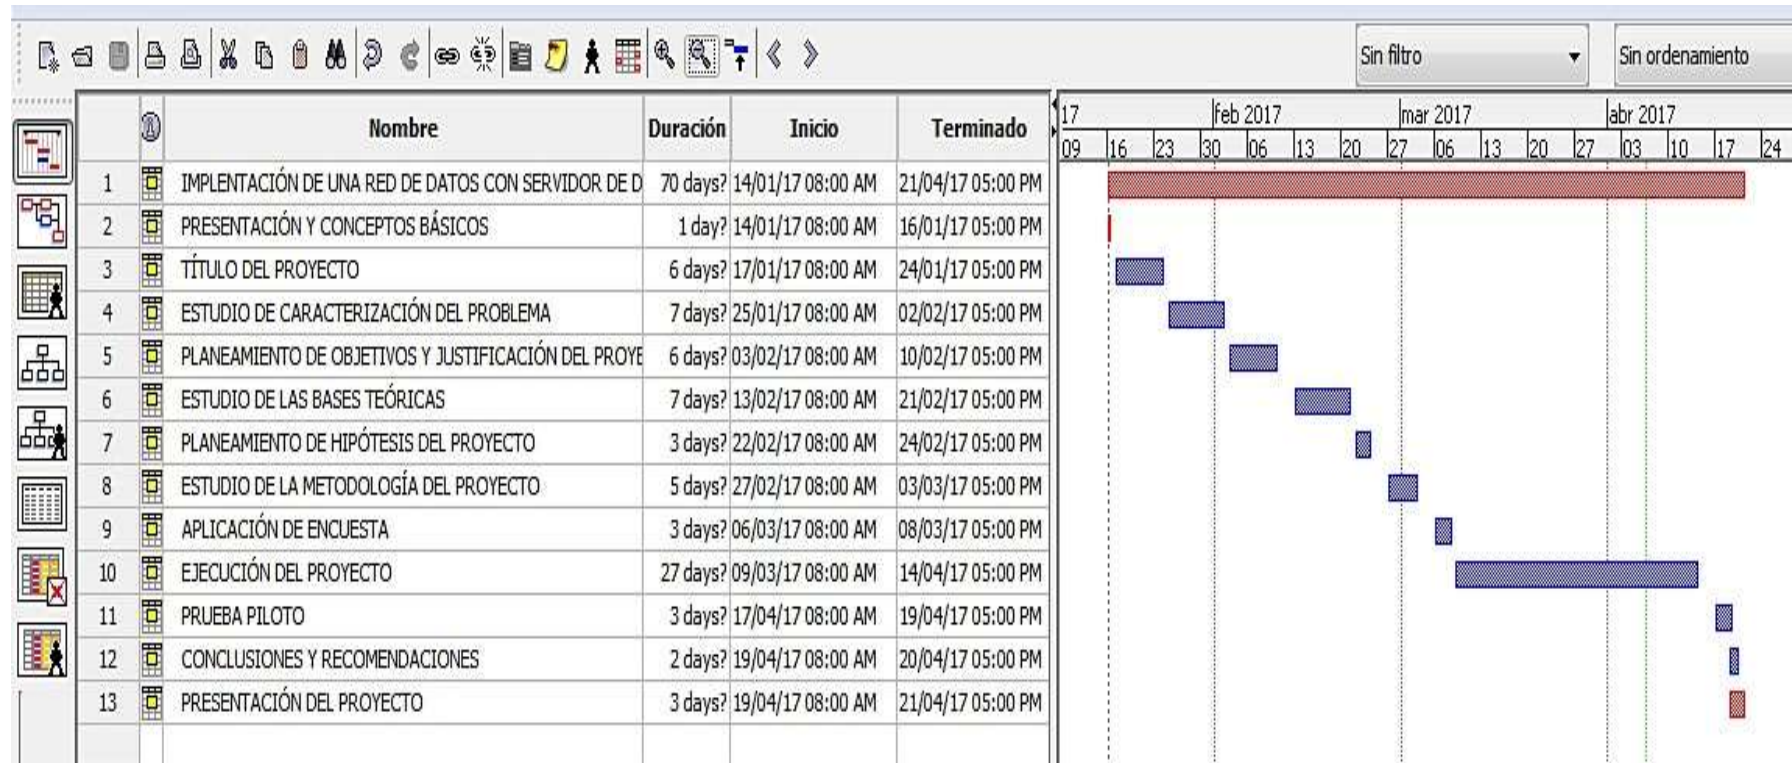 Sin filtro
Sin ordenamiento
Nombre Duración Inicio Terminado
17 feb 2017 mar 2017 abr 2017
09 16 23 30 06 13 20 27 06 13 20 27 03 10 17 24
1 IMPLENTACIÓN DE UNA RED DE DATOS CON SERVIDOR DE D 70 days? 14/01/17 08:00 AM 21/04/17 05:00 PM
2 PRESENTACIÓN Y CONCEPTOS BÁSICOS 1 day? 14/01/17 08:00 AM 16/01/17 05:00 PM
3 TÍTULO DEL PROYECTO 6 days? 17/01/17 08:00 AM 24/01/17 05:00 PM
4 ESTUDIO DE CARACTERIZACIÓN DEL PROBLEMA 7 days? 25/01/17 08:00 AM 02/02/17 05:00 PM
5 PLANEAMIENTO DE OBJETIVOS Y JUSTIFICACIÓN DEL PROYE 6 days? 03/02/17 08:00 AM 10/02/17 05:00 PM
6 ESTUDIO DE LAS BASES TEÓRICAS 7 days? 13/02/17 08:00 AM 21/02/17 05:00 PM
7 PLANEAMIENTO DE HIPÓTESIS DEL PROYECTO 3 days? 22/02/17 08:00 AM 24/02/17 05:00 PM
8 ESTUDIO DE LA METODOLOGÍA DEL PROYECTO 5 days? 27/02/17 08:00 AM 03/03/17 05:00 PM
9 APLICACIÓN DE ENCUESTA 3 days? 06/03/17 08:00 AM 08/03/17 05:00 PM
10 EJECUCIÓN DEL PROYECTO 27 days? 09/03/17 08:00 AM 14/04/17 05:00 PM
11 PRUEBA PILOTO 3 days? 17/04/17 08:00 AM 19/04/17 05:00 PM
12 CONCLUSIONES Y RECOMENDACIONES 2 days? 19/04/17 08:00 AM 20/04/17 05:00 PM
13 PRESENTACIÓN DEL PROYECTO 3 days? 19/04/17 08:00 AM 21/04/17 05:00 PM